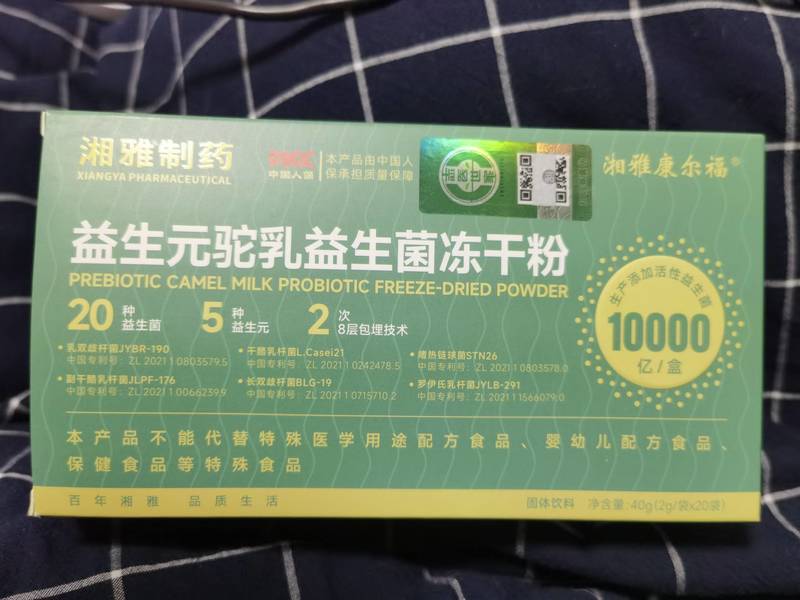 湘雅制药
XIANGYA PHARMACEUTICAL
PICC
中国人保
本产品由中国人
保承担质量保障
湘雅康尔福®
益生元驼乳益生菌冻干粉
PREBIOTIC CAMEL MILK PROBIOTIC FREEZE-DRIED POWDER
20种益生菌
5种益生元
2次8层包埋技术
生产添加活性益生菌
10000
亿/盒
•乳双歧杆菌JYBR-190
中国专利号：ZL 2021 1 0803579.5
•干酪乳杆菌L.Casei21
中国专利号：ZL 2021 1 0242478.5
•嗜热链球菌STN26
中国专利号：ZL 2021 1 0803578.0
•副干酪乳杆菌JLPF-176
中国专利号：ZL 2021 1 0066239.9
•长双歧杆菌BLG-19
中国专利号：ZL 2021 1 0715710.2
•罗伊氏乳杆菌JYLB-291
中国专利号：ZL 2021 1 1566079.0
本产品不能代替特殊医学用途配方食品、婴幼儿配方食品、
保健食品等特殊食品
百年湘雅 品质生活
固体饮料 净含量：40g(2g/袋x20袋)